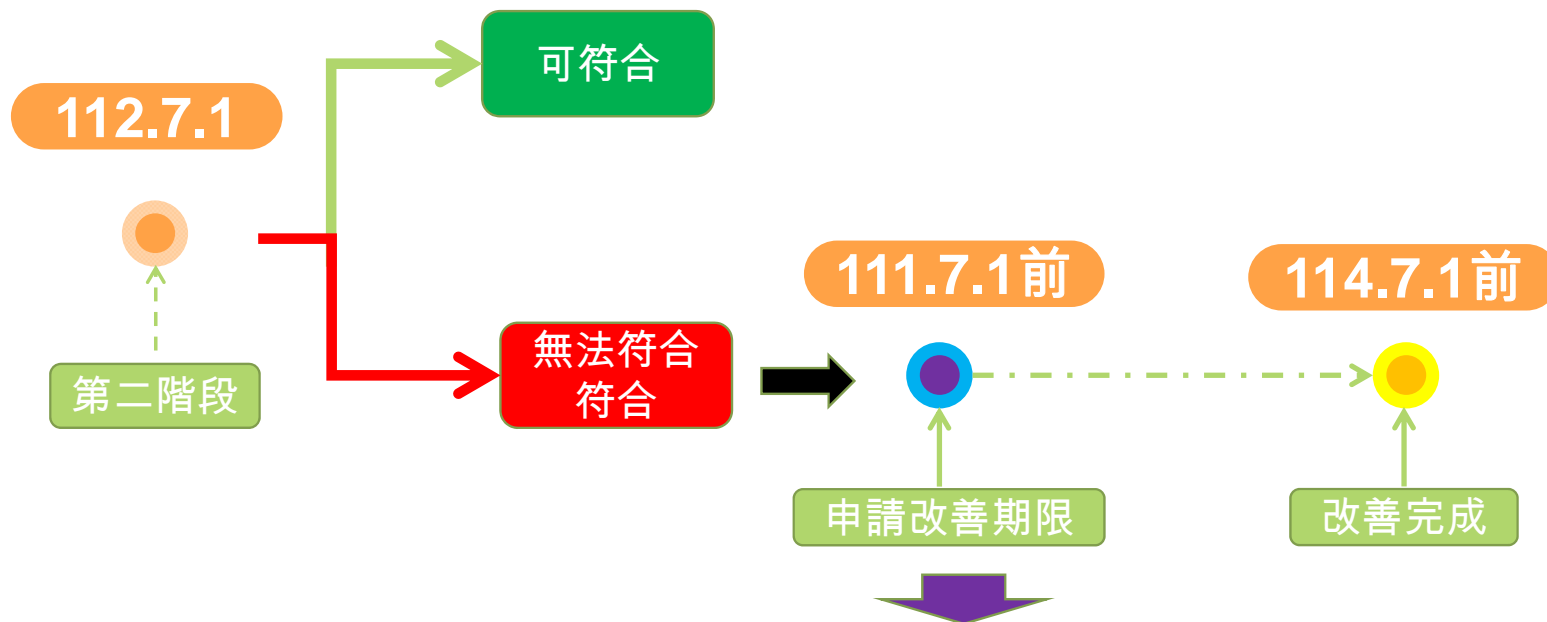 可符合
112.7.1
第二階段
無法符合
符合
111.7.1前
申請改善期限
114.7.1前
改善完成